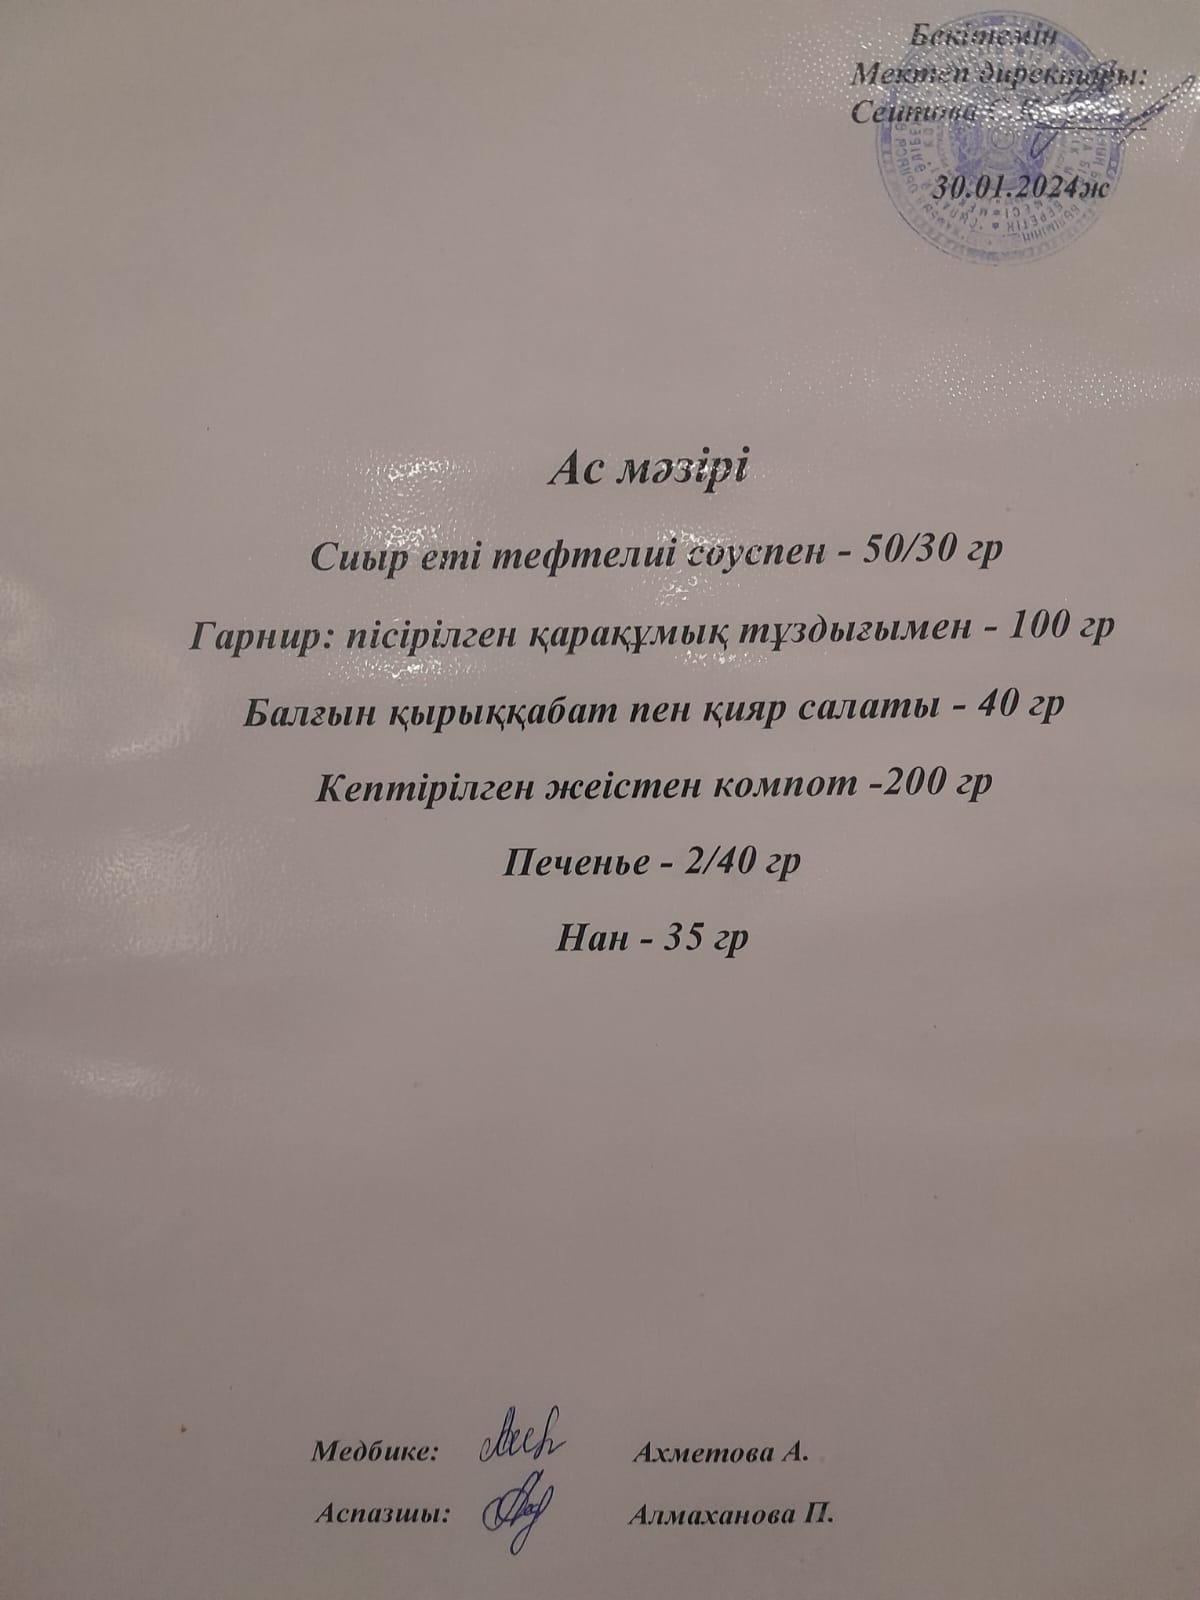 Бекітемін
Мектеп директоры:
30.01.2024ж
Ас мәзірі
Сиыр еті тефтелиі соуспен - 50/30 гр
Гарнир: пісірілген қарақұмық тұздығымен - 100 гр
Балғын қырыққабат пен қияр салаты - 40 гр
Кептірілген жеістен компот -200 гр
Печенье - 2/40 гр
Нан - 35 гр
Медбике: Ахметова А.
Аспазшы: Алмаханова П.